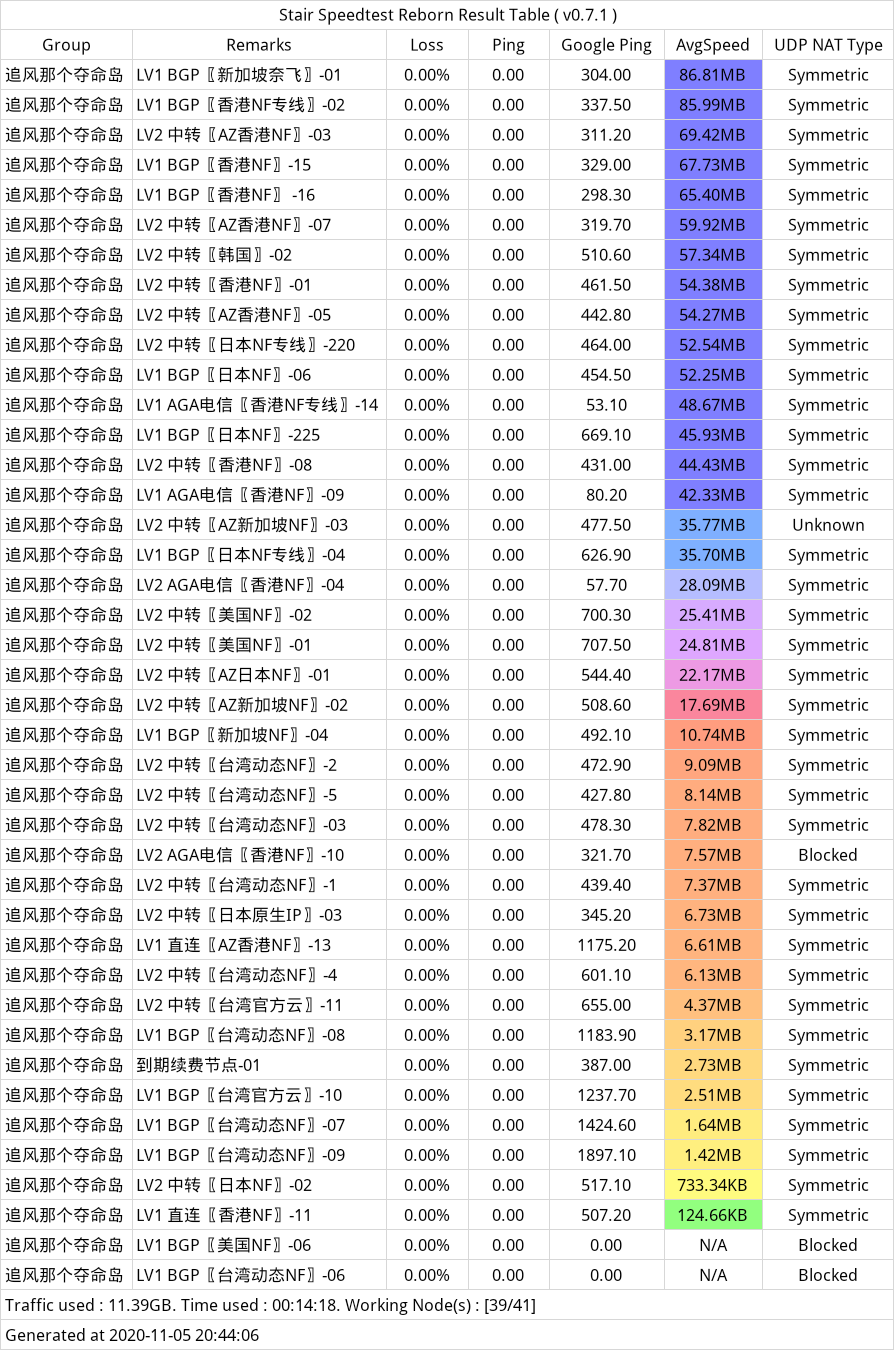 Stair Speedtest Reborn Result Table ( v0.7.1 )
Group Remarks Loss Ping Google Ping AvgSpeed UDP NAT Type
追风那个夺命岛 LV1 BGP〖新加坡奈飞〗-01 0.00% 0.00 304.00 86.81MB Symmetric
追风那个夺命岛 LV1 BGP〖香港NF专线〗-02 0.00% 0.00 337.50 85.99MB Symmetric
追风那个夺命岛 LV2 中转〖AZ香港NF〗-03 0.00% 0.00 311.20 69.42MB Symmetric
追风那个夺命岛 LV1 BGP〖香港NF〗-15 0.00% 0.00 329.00 67.73MB Symmetric
追风那个夺命岛 LV1 BGP〖香港NF〗 -16 0.00% 0.00 298.30 65.40MB Symmetric
追风那个夺命岛 LV2 中转〖AZ香港NF〗-07 0.00% 0.00 319.70 59.92MB Symmetric
追风那个夺命岛 LV2 中转〖韩国〗-02 0.00% 0.00 510.60 57.34MB Symmetric
追风那个夺命岛 LV2 中转〖香港NF〗-01 0.00% 0.00 461.50 54.38MB Symmetric
追风那个夺命岛 LV2 中转〖AZ香港NF〗-05 0.00% 0.00 442.80 54.27MB Symmetric
追风那个夺命岛 LV2 中转〖日本NF专线〗-220 0.00% 0.00 464.00 52.54MB Symmetric
追风那个夺命岛 LV1 BGP〖日本NF〗-06 0.00% 0.00 454.50 52.25MB Symmetric
追风那个夺命岛 LV1 AGA电信〖香港NF专线〗-14 0.00% 0.00 53.10 48.67MB Symmetric
追风那个夺命岛 LV1 BGP〖日本NF〗-225 0.00% 0.00 669.10 45.93MB Symmetric
追风那个夺命岛 LV2 中转〖香港NF〗-08 0.00% 0.00 431.00 44.43MB Symmetric
追风那个夺命岛 LV1 AGA电信〖香港NF〗-09 0.00% 0.00 80.20 42.33MB Symmetric
追风那个夺命岛 LV2 中转〖AZ新加坡NF〗-03 0.00% 0.00 477.50 35.77MB Unknown
追风那个夺命岛 LV1 BGP〖日本NF专线〗-04 0.00% 0.00 626.90 35.70MB Symmetric
追风那个夺命岛 LV2 AGA电信〖香港NF〗-04 0.00% 0.00 57.70 28.09MB Symmetric
追风那个夺命岛 LV2 中转〖美国NF〗-02 0.00% 0.00 700.30 25.41MB Symmetric
追风那个夺命岛 LV2 中转〖美国NF〗-01 0.00% 0.00 707.50 24.81MB Symmetric
追风那个夺命岛 LV2 中转〖AZ日本NF〗-01 0.00% 0.00 544.40 22.17MB Symmetric
追风那个夺命岛 LV2 中转〖AZ新加坡NF〗-02 0.00% 0.00 508.60 17.69MB Symmetric
追风那个夺命岛 LV1 BGP〖新加坡NF〗-04 0.00% 0.00 492.10 10.74MB Symmetric
追风那个夺命岛 LV2 中转〖台湾动态NF〗-2 0.00% 0.00 472.90 9.09MB Symmetric
追风那个夺命岛 LV2 中转〖台湾动态NF〗-5 0.00% 0.00 427.80 8.14MB Symmetric
追风那个夺命岛 LV2 中转〖台湾动态NF〗-03 0.00% 0.00 478.30 7.82MB Symmetric
追风那个夺命岛 LV2 AGA电信〖香港NF〗-10 0.00% 0.00 321.70 7.57MB Blocked
追风那个夺命岛 LV2 中转〖台湾动态NF〗-1 0.00% 0.00 439.40 7.37MB Symmetric
追风那个夺命岛 LV2 中转〖日本原生IP〗-03 0.00% 0.00 345.20 6.73MB Symmetric
追风那个夺命岛 LV1 直连〖AZ香港NF〗-13 0.00% 0.00 1175.20 6.61MB Symmetric
追风那个夺命岛 LV2 中转〖台湾动态NF〗-4 0.00% 0.00 601.10 6.13MB Symmetric
追风那个夺命岛 LV2 中转〖台湾官方云〗-11 0.00% 0.00 655.00 4.37MB Symmetric
追风那个夺命岛 LV1 BGP〖台湾动态NF〗-08 0.00% 0.00 1183.90 3.17MB Symmetric
追风那个夺命岛 到期续费节点-01 0.00% 0.00 387.00 2.73MB Symmetric
追风那个夺命岛 LV1 BGP〖台湾官方云〗-10 0.00% 0.00 1237.70 2.51MB Symmetric
追风那个夺命岛 LV1 BGP〖台湾动态NF〗-07 0.00% 0.00 1424.60 1.64MB Symmetric
追风那个夺命岛 LV1 BGP〖台湾动态NF〗-09 0.00% 0.00 1897.10 1.42MB Symmetric
追风那个夺命岛 LV2 中转〖日本NF〗-02 0.00% 0.00 517.10 733.34KB Symmetric
追风那个夺命岛 LV1 直连〖香港NF〗-11 0.00% 0.00 507.20 124.66KB Symmetric
追风那个夺命岛 LV1 BGP〖美国NF〗-06 0.00% 0.00 0.00 N/A Blocked
追风那个夺命岛 LV1 BGP〖台湾动态NF〗-06 0.00% 0.00 0.00 N/A Blocked
Traffic used : 11.39GB. Time used : 00:14:18. Working Node(s) : [39/41]
Generated at 2020-11-05 20:44:06